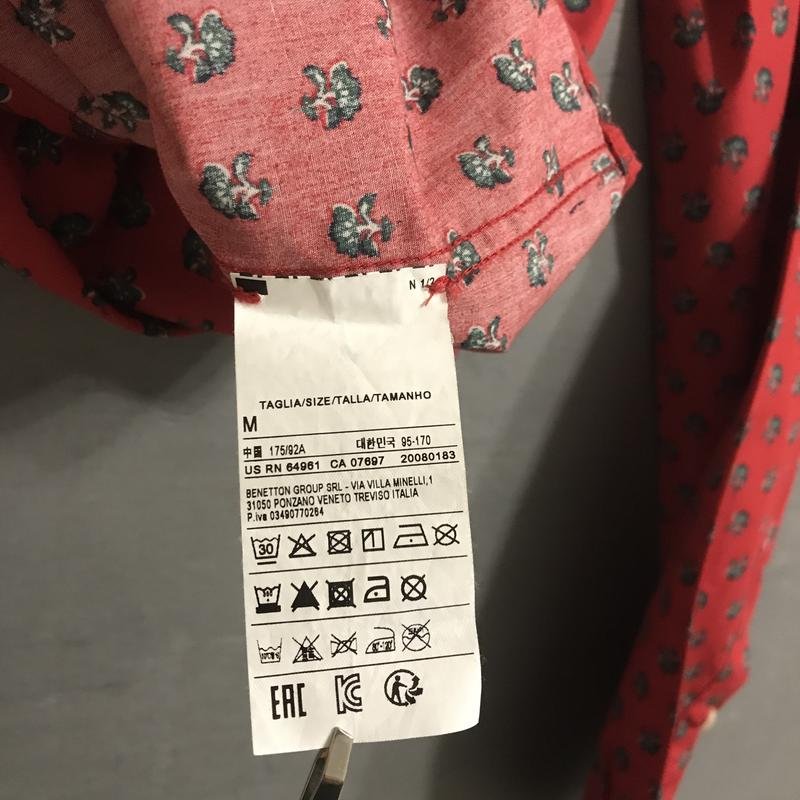 N 1/2
TAGLIA/SIZE/TALLA/TAMANHO
M
中国 175/92A 대한민국 95-170
US RN 64961 CA 07697 20080183
BENETTON GROUP SRL - VIA VILLA MINELLI,1
31050 PONZANO VENETO TREVISO ITALIA
P.iva 03490770264
30
EAC